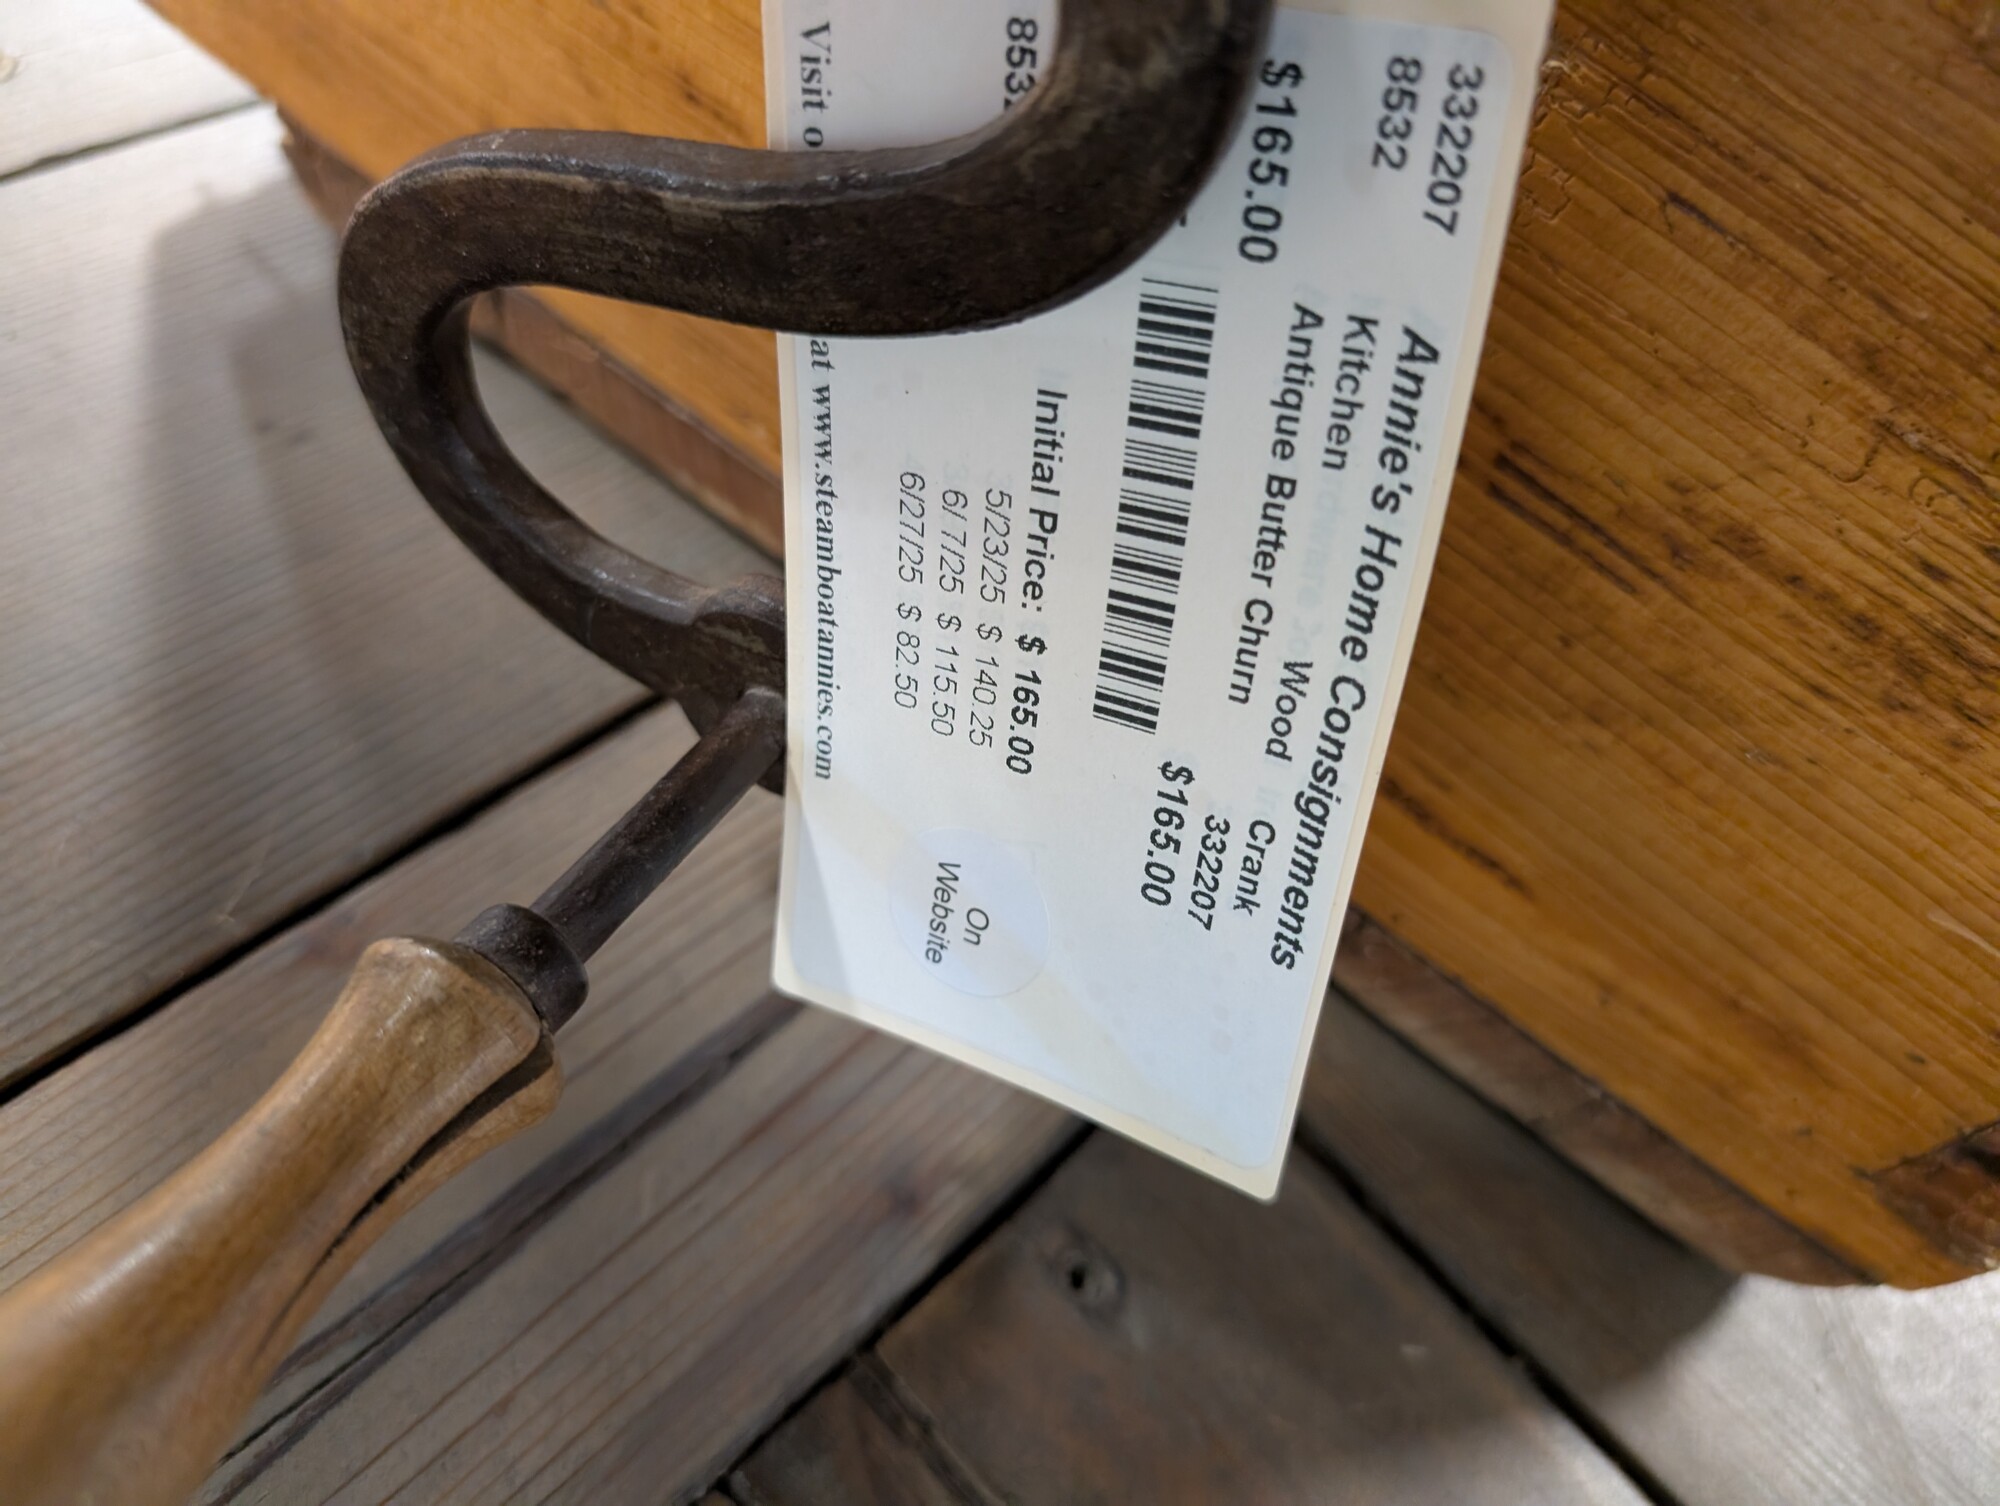 332207
8532
Annie's Home Consignments
Kitchen Wood Crank
Antique Butter Churn 332207
$165.00 $165.00
Initial Price: $ 165.00
5/23/25 $ 140.25
6/ 7/25 $ 115.50
6/27/25 $ 82.50
On
Website
Visit at www.steamboatannies.com